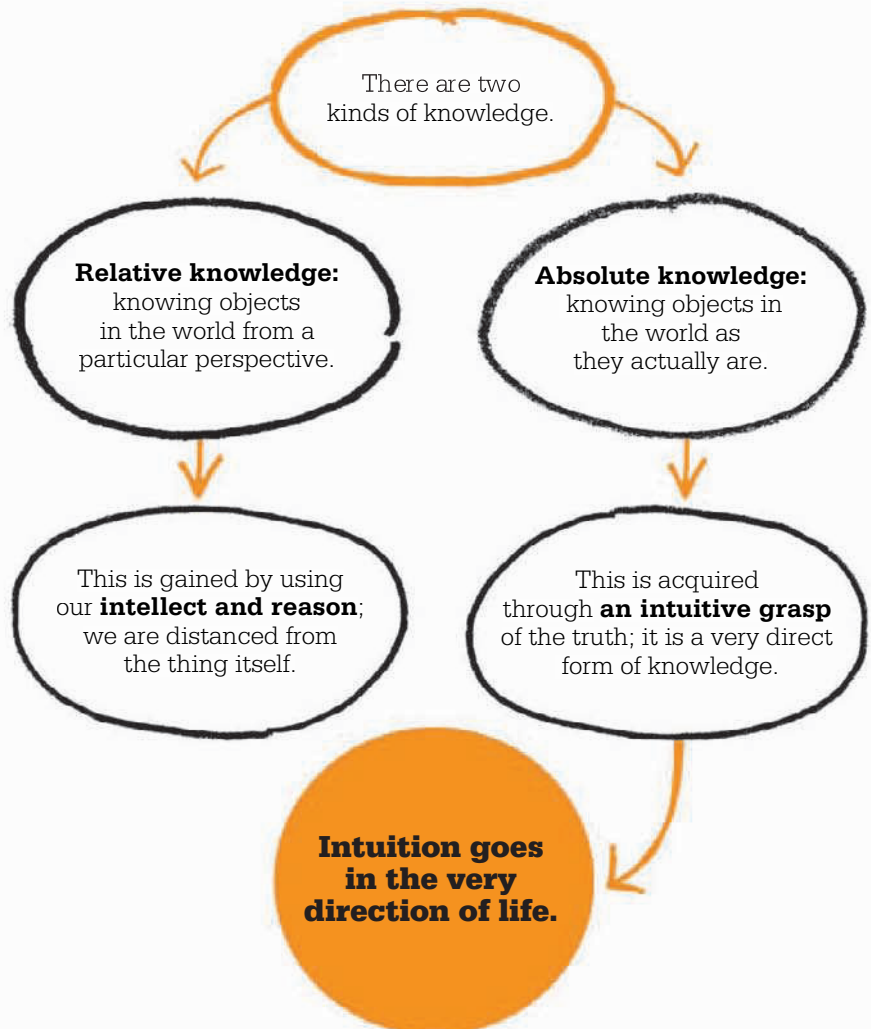 There are two
kinds of knowledge.
Relative knowledge:
knowing objects
in the world from a
particular perspective.
Absolute knowledge:
knowing objects in
the world as
they actually are.
This is gained by using
our intellect and reason;
we are distanced from
the thing itself.
This is acquired
through an intuitive grasp
of the truth; it is a very direct
form of knowledge.
Intuition goes
in the very
direction of life.